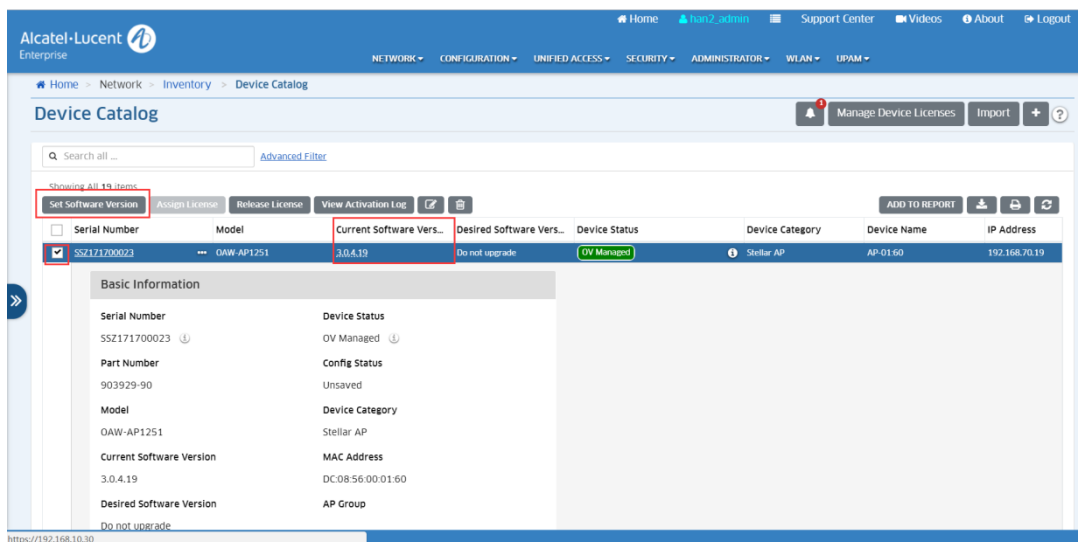 Home han2_admin Support Center Videos About Logout
Alcatel·Lucent
Enterprise
NETWORK CONFIGURATION UNIFIED ACCESS SECURITY ADMINISTRATOR WLAN UPAM
Home > Network > Inventory > Device Catalog
Device Catalog
1
Manage Device Licenses Import + ?
Search all ... Advanced Filter
Showing All 19 items
Set Software Version Assign License Release License View Activation Log ADD TO REPORT
Serial Number Model Current Software Vers... Desired Software Vers... Device Status Device Category Device Name IP Address
SSZ171700023 ... OAW-AP1251 3.0.4.19 Do not upgrade OV Managed Stellar AP AP-01:60 192.168.70.19
Basic Information
Serial Number Device Status
SSZ171700023 OV Managed
Part Number Config Status
903929-90 Unsaved
Model Device Category
OAW-AP1251 Stellar AP
Current Software Version MAC Address
3.0.4.19 DC:08:56:00:01:60
Desired Software Version AP Group
Do not upgrade
https://192.168.10.30